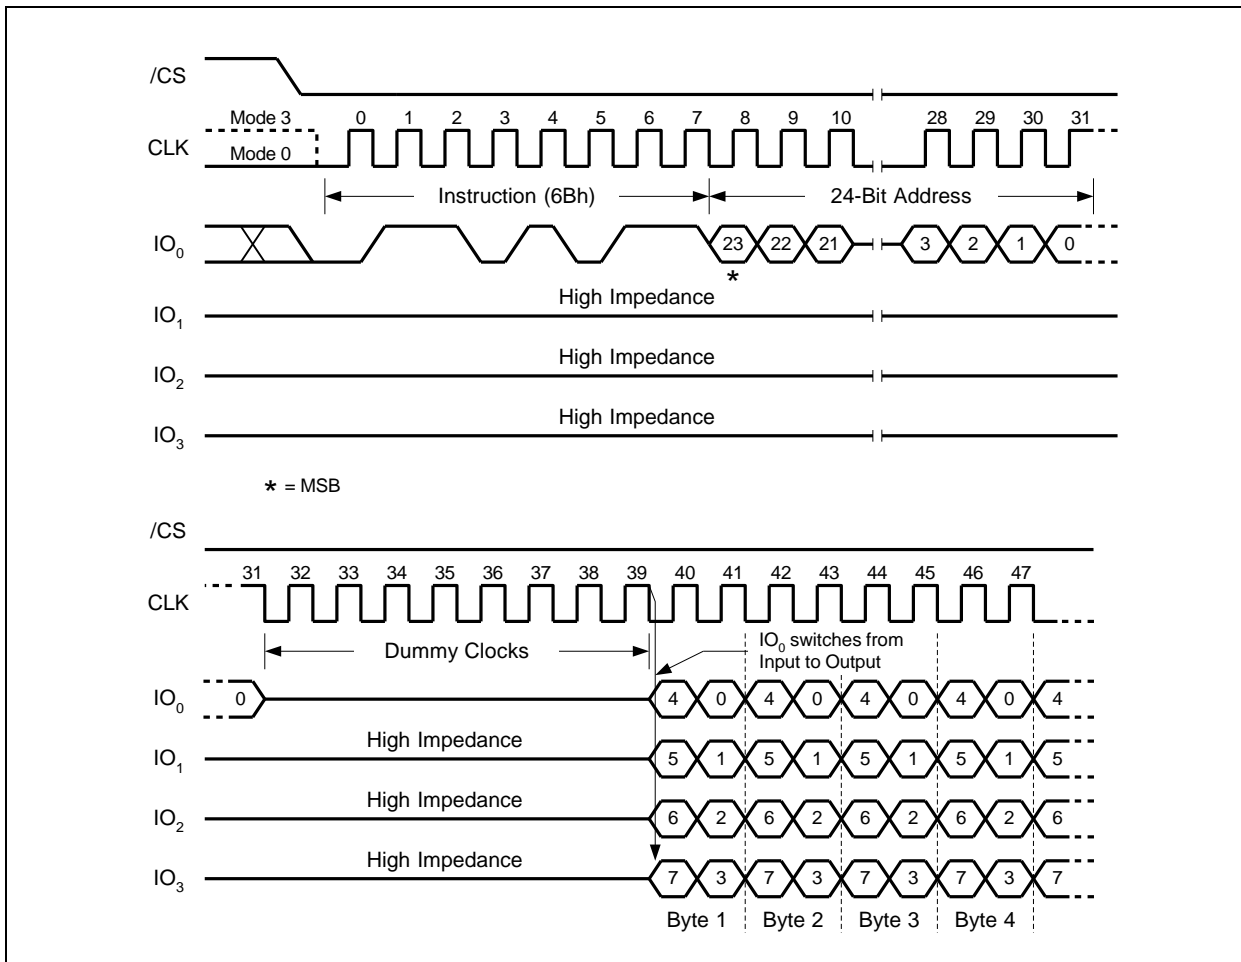 /CS
Mode 3 0 1 2 3 4 5 6 7 8 9 10 28 29 30 31
CLK
Mode 0
Instruction (6Bh) 24-Bit Address
IO0 23 22 21 3 2 1 0
*
High Impedance
IO1
High Impedance
IO2
High Impedance
IO3
* = MSB
/CS
31 32 33 34 35 36 37 38 39 40 41 42 43 44 45 46 47
CLK
Dummy Clocks
IO0 switches from
Input to Output
IO0 0 4 0 4 0 4 0 4 0 4
High Impedance
IO1 5 1 5 1 5 1 5 1 5
High Impedance
IO2 6 2 6 2 6 2 6 2 6
High Impedance
IO3 7 3 7 3 7 3 7 3 7
Byte 1 Byte 2 Byte 3 Byte 4